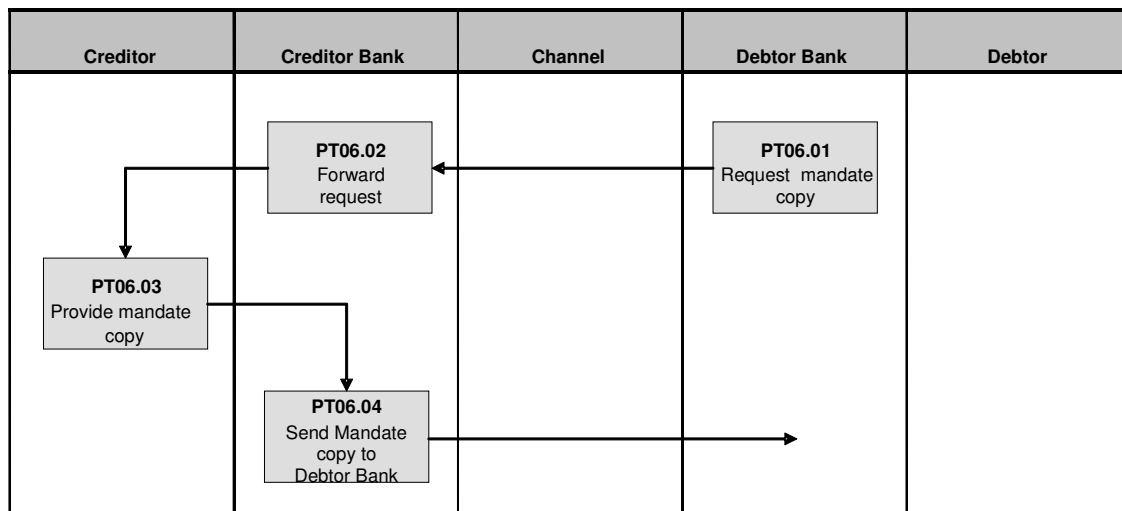 Creditor
Creditor Bank
Channel
Debtor Bank
Debtor
PT06.02
Forward
request
PT06.01
Request mandate
copy
PT06.03
Provide mandate
copy
PT06.04
Send Mandate
copy to
Debtor Bank